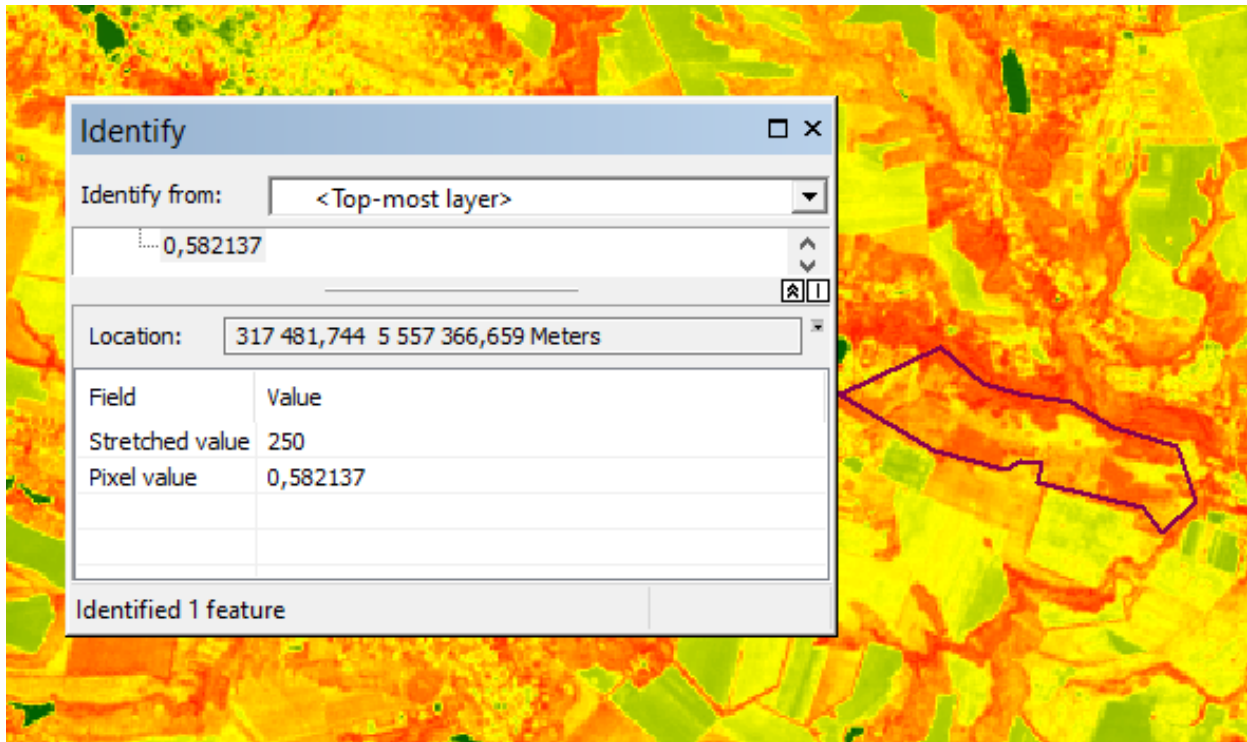 Identify
Identify from: <Top-most layer>
0,582137
Location: 317 481,744 5 557 366,659 Meters
Field Value
Stretched value 250
Pixel value 0,582137
Identified 1 feature